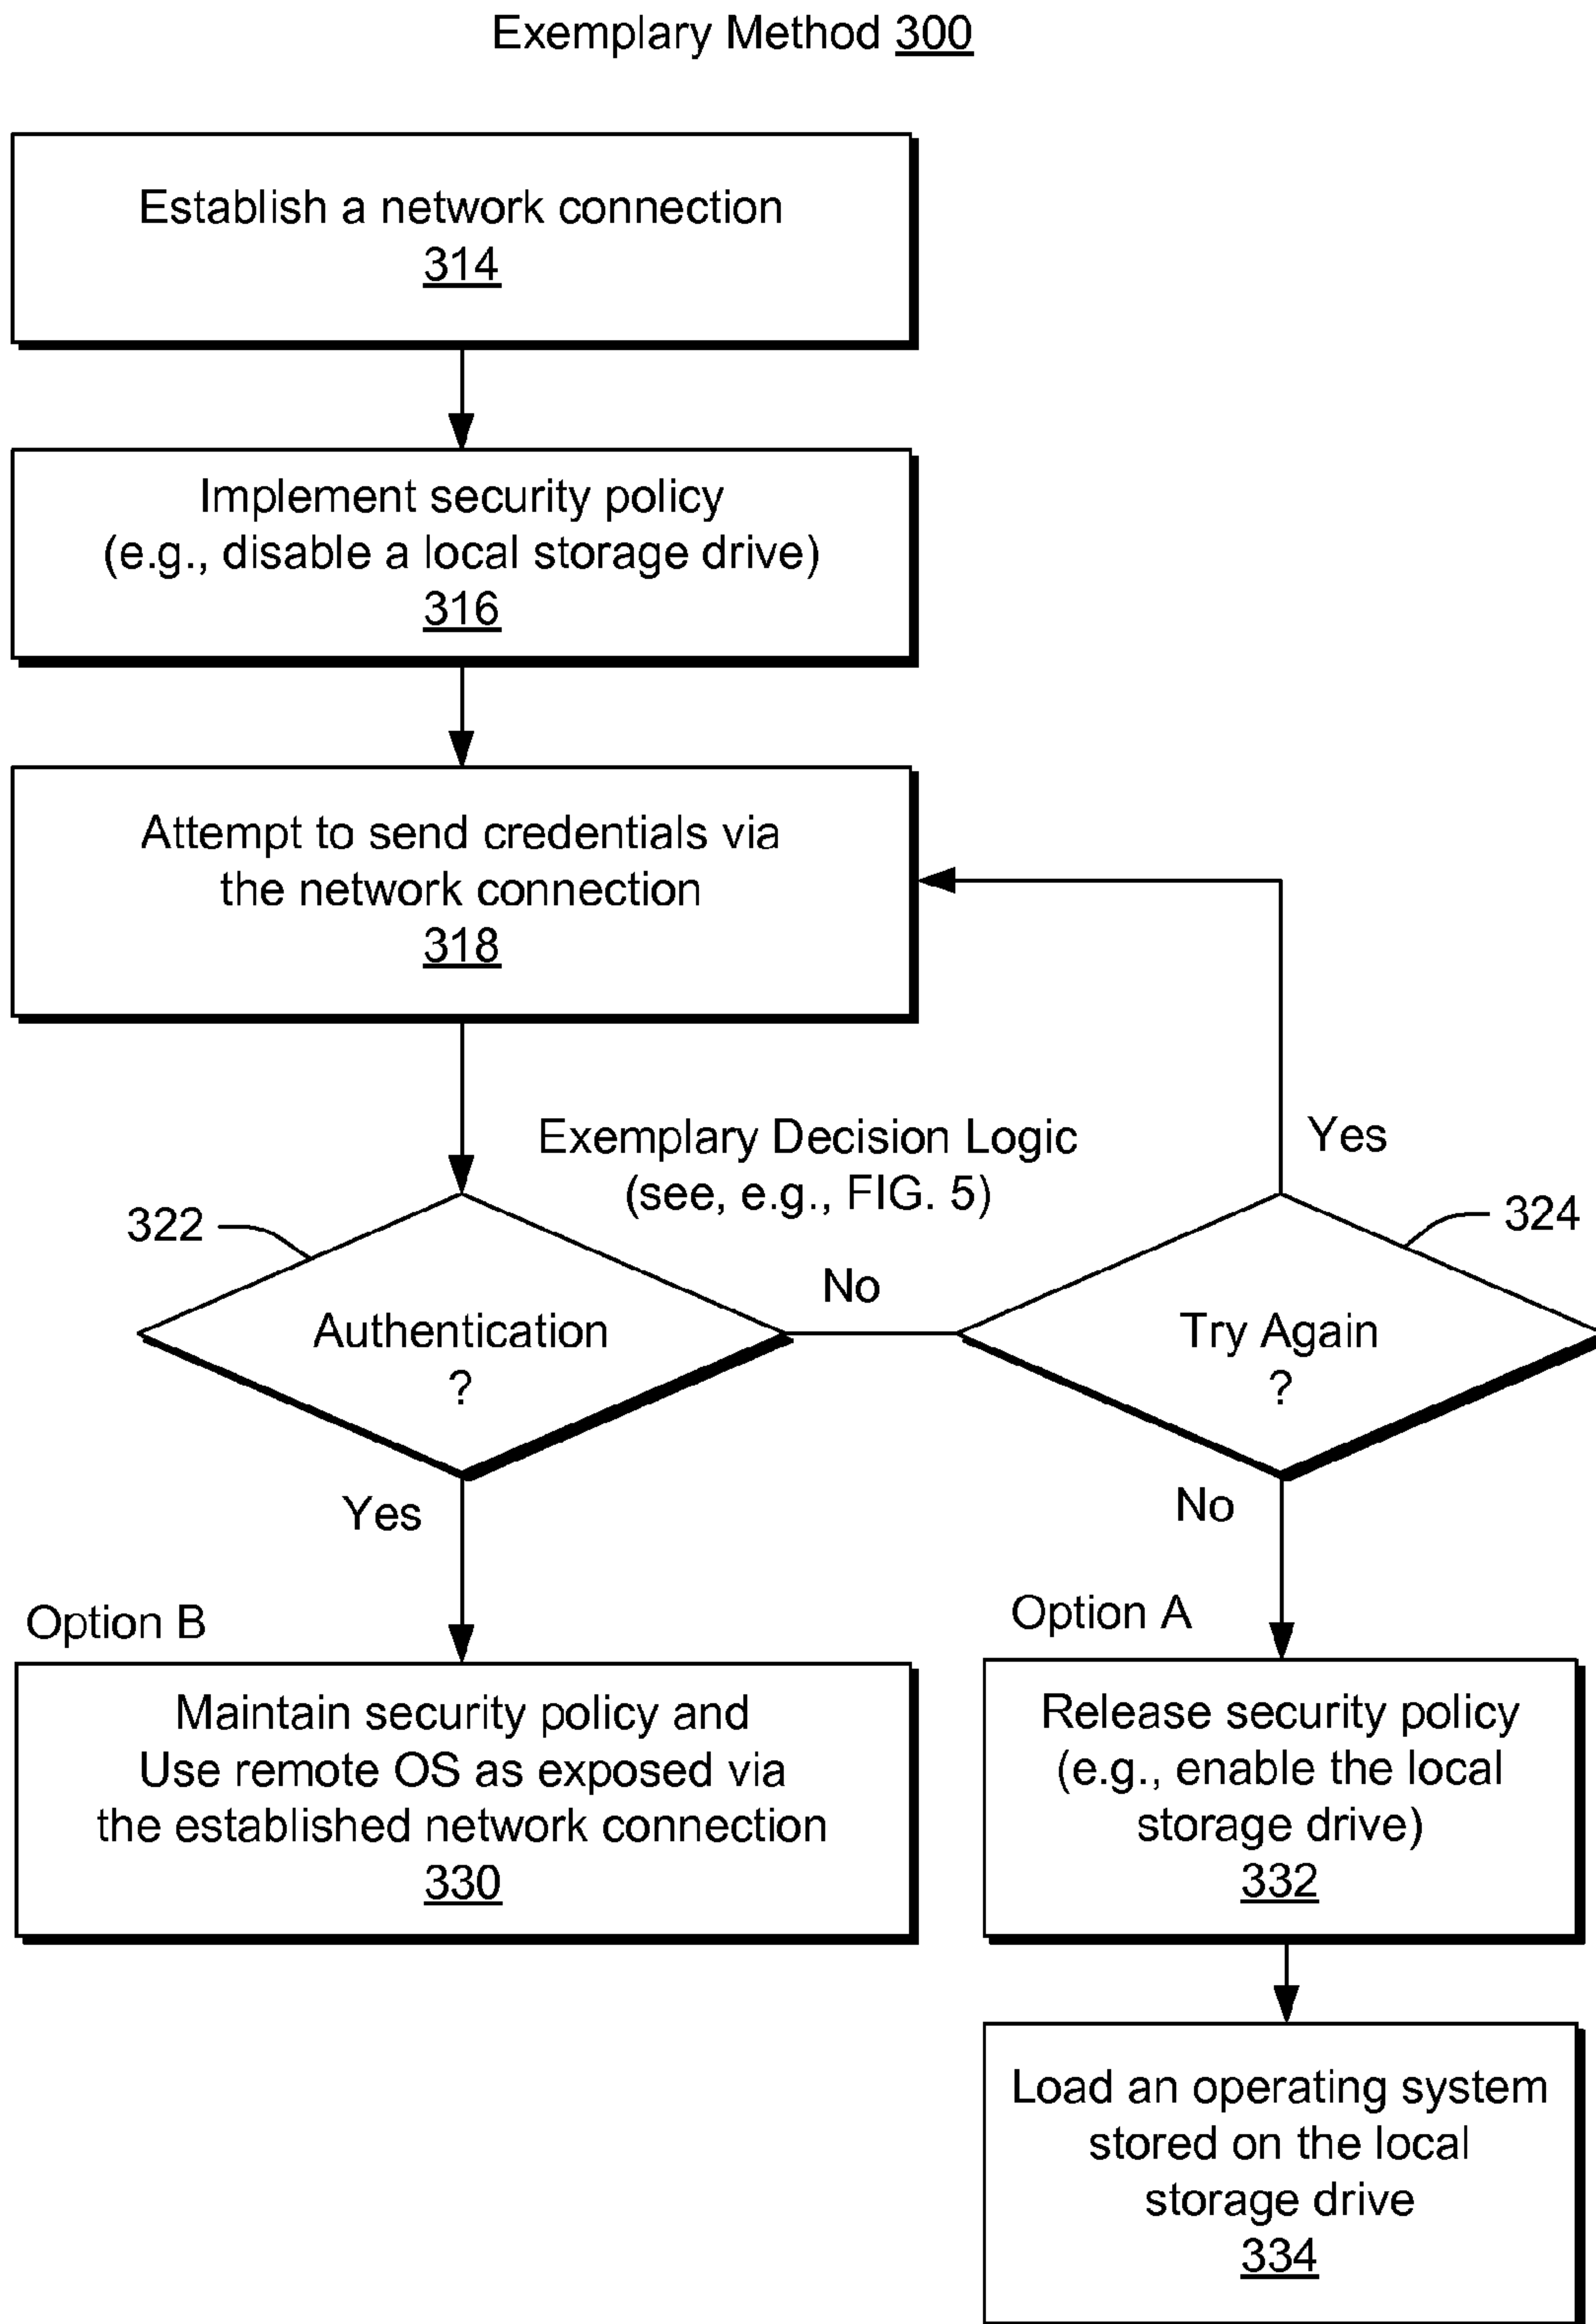 Exemplary Method 300
Establish a network connection
314
Implement security policy
(e.g., disable a local storage drive)
316
Attempt to send credentials via
the network connection
318
Exemplary Decision Logic
(see, e.g., FIG. 5)
Yes
322
324
No
Authentication
?
Try Again
?
Yes
No
Option B
Option A
Maintain security policy and
Use remote OS as exposed via
the established network connection
330
Release security policy
(e.g., enable the local
storage drive)
332
Load an operating system
stored on the local
storage drive
334